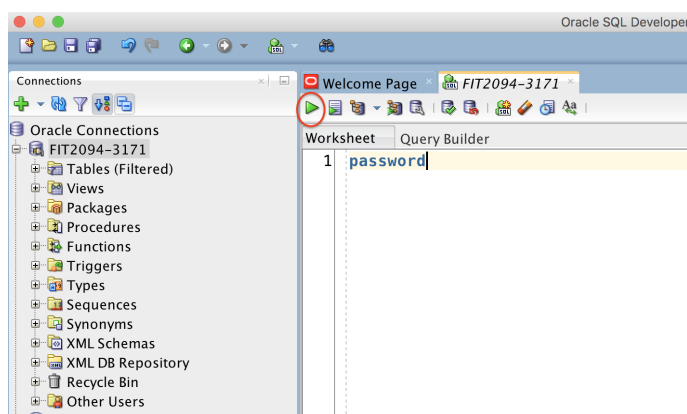 Oracle SQL Developer
Connections
Welcome Page
FIT2094-3171
Oracle Connections
FIT2094-3171
Tables (Filtered)
Views
Packages
Procedures
Functions
Triggers
Types
Sequences
Synonyms
XML Schemas
XML DB Repository
Recycle Bin
Other Users
Worksheet
Query Builder
1 password